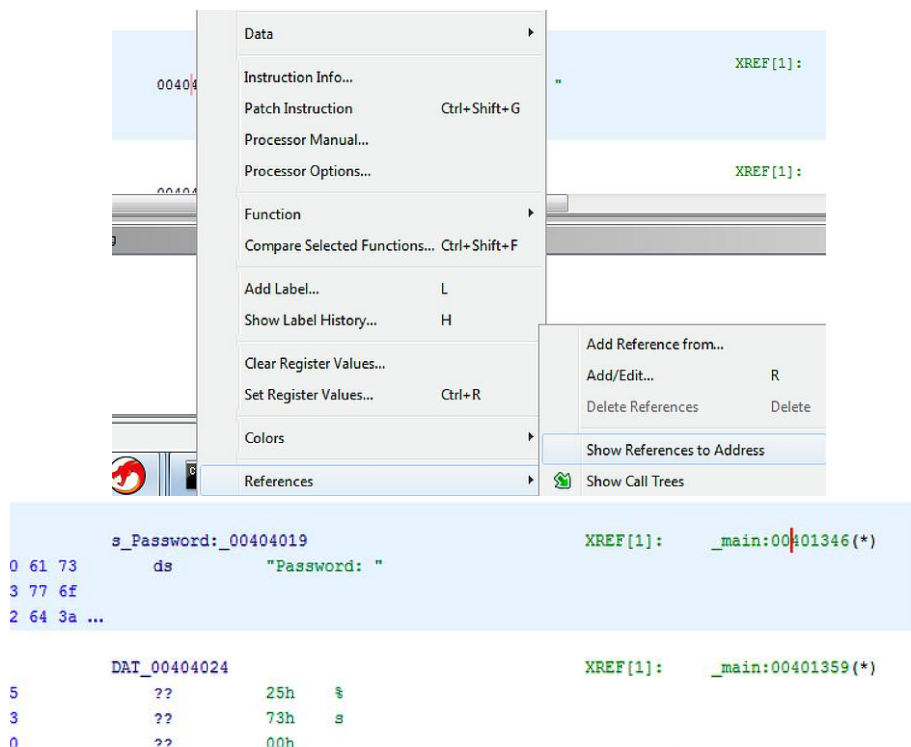 Data
XREF[1]:
0040 "
Instruction Info...
Patch Instruction Ctrl+Shift+G
Processor Manual...
Processor Options...
XREF[1]:
00404
Function
Compare Selected Functions... Ctrl+Shift+F
g
Add Label... L
Show Label History... H
Clear Register Values...
Set Register Values... Ctrl+R
Colors
References
Add Reference from...
Add/Edit... R
Delete References Delete
Show References to Address
Show Call Trees
s_Password:_00404019 XREF[1]: _main:00401346(*)
0 61 73 ds "Password: "
3 77 6f
2 64 3a ...
DAT_00404024 XREF[1]: _main:00401359(*)
5 ?? 25h %
3 ?? 73h s
0 ?? 00h